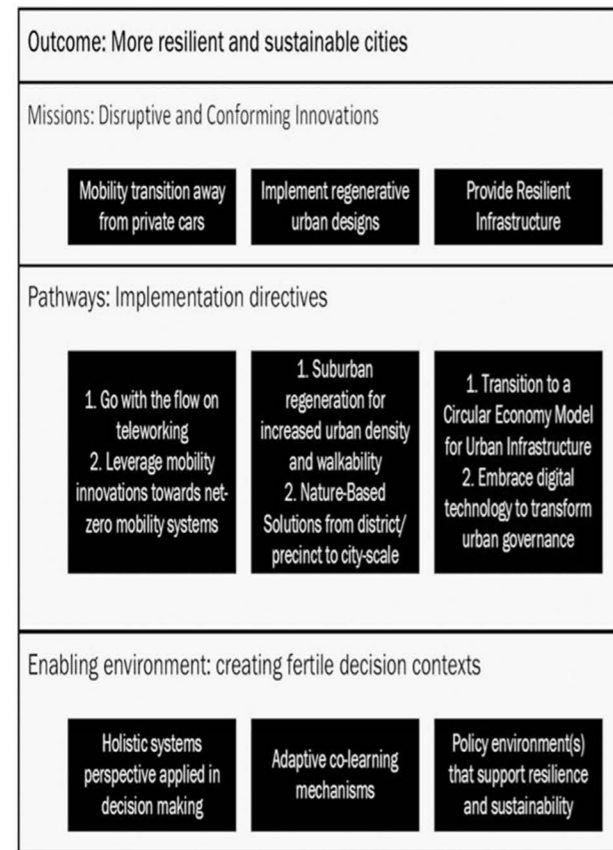 Outcome: More resilient and sustainable cities
Missions: Disruptive and Conforming Innovations
Mobility transition away
from private cars
Implement regenerative
urban designs
Provide Resilient
Infrastructure
Pathways: Implementation directives
1. Go with the flow on
teleworking
2. Leverage mobility
innovations towards net-
zero mobility systems
1. Suburban
regeneration for
increased urban density
and walkability
2. Nature-Based
Solutions from district/
precinct to city-scale
1. Transition to a
Circular Economy Model
for Urban Infrastructure
2. Embrace digital
technology to transform
urban governance
Enabling environment: creating fertile decision contexts
Holistic systems
perspective applied in
decision making
Adaptive co-learning
mechanisms
Policy environment(s)
that support resilience
and sustainability